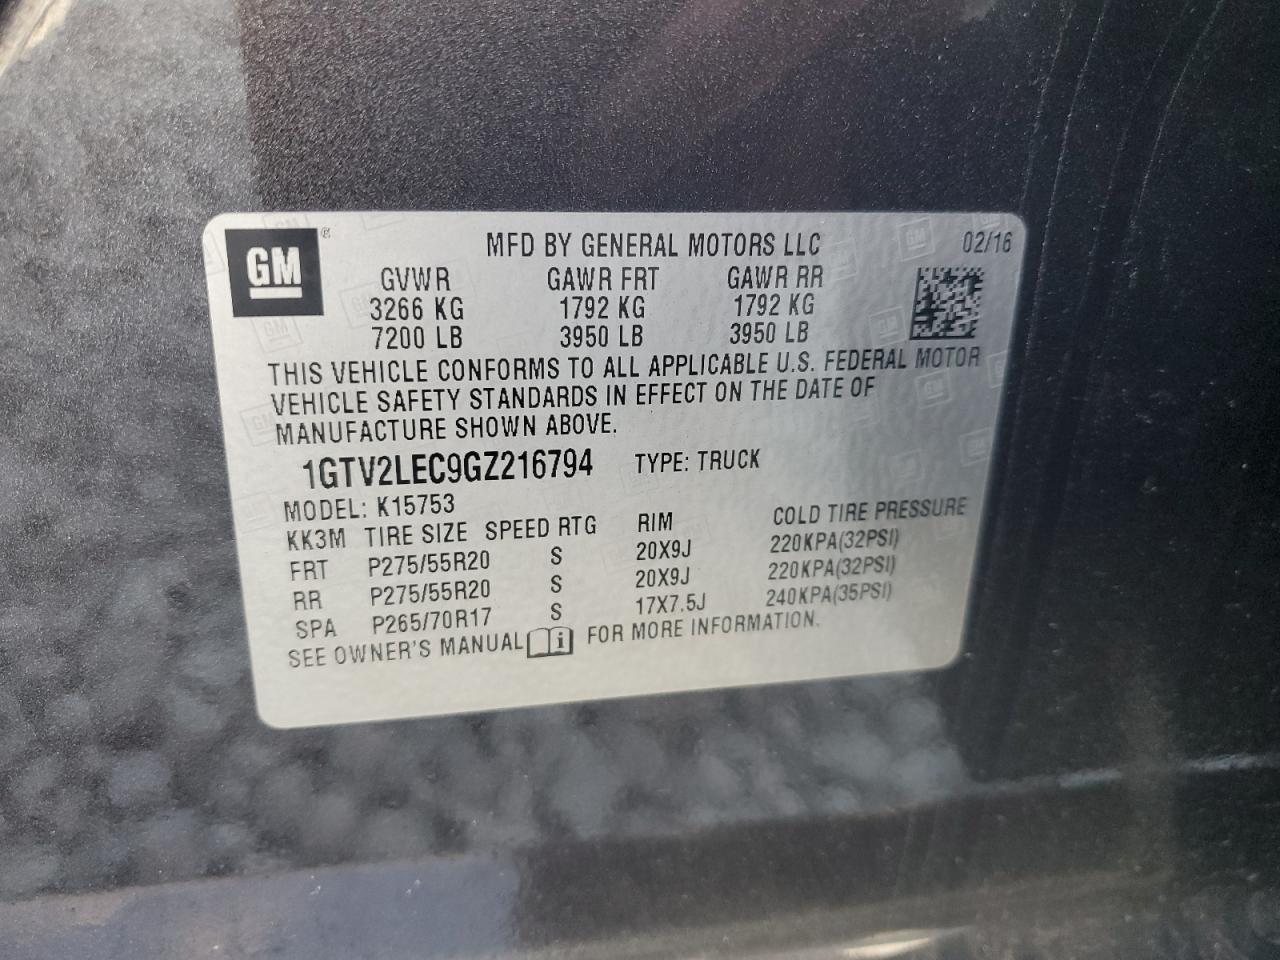 GM ® MFD BY GENERAL MOTORS LLC 02/16
GVWR GAWR FRT GAWR RR
3266 KG 1792 KG 1792 KG
7200 LB 3950 LB 3950 LB
THIS VEHICLE CONFORMS TO ALL APPLICABLE U.S. FEDERAL MOTOR
VEHICLE SAFETY STANDARDS IN EFFECT ON THE DATE OF
MANUFACTURE SHOWN ABOVE.
1GTV2LEC9GZ216794 TYPE: TRUCK
MODEL: K15753
KK3M TIRE SIZE SPEED RTG RIM COLD TIRE PRESSURE
FRT P275/55R20 S 20X9J 220KPA(32PSI)
RR P275/55R20 S 20X9J 220KPA(32PSI)
SPA P265/70R17 S 17X7.5J 240KPA(35PSI)
SEE OWNER'S MANUAL i FOR MORE INFORMATION.